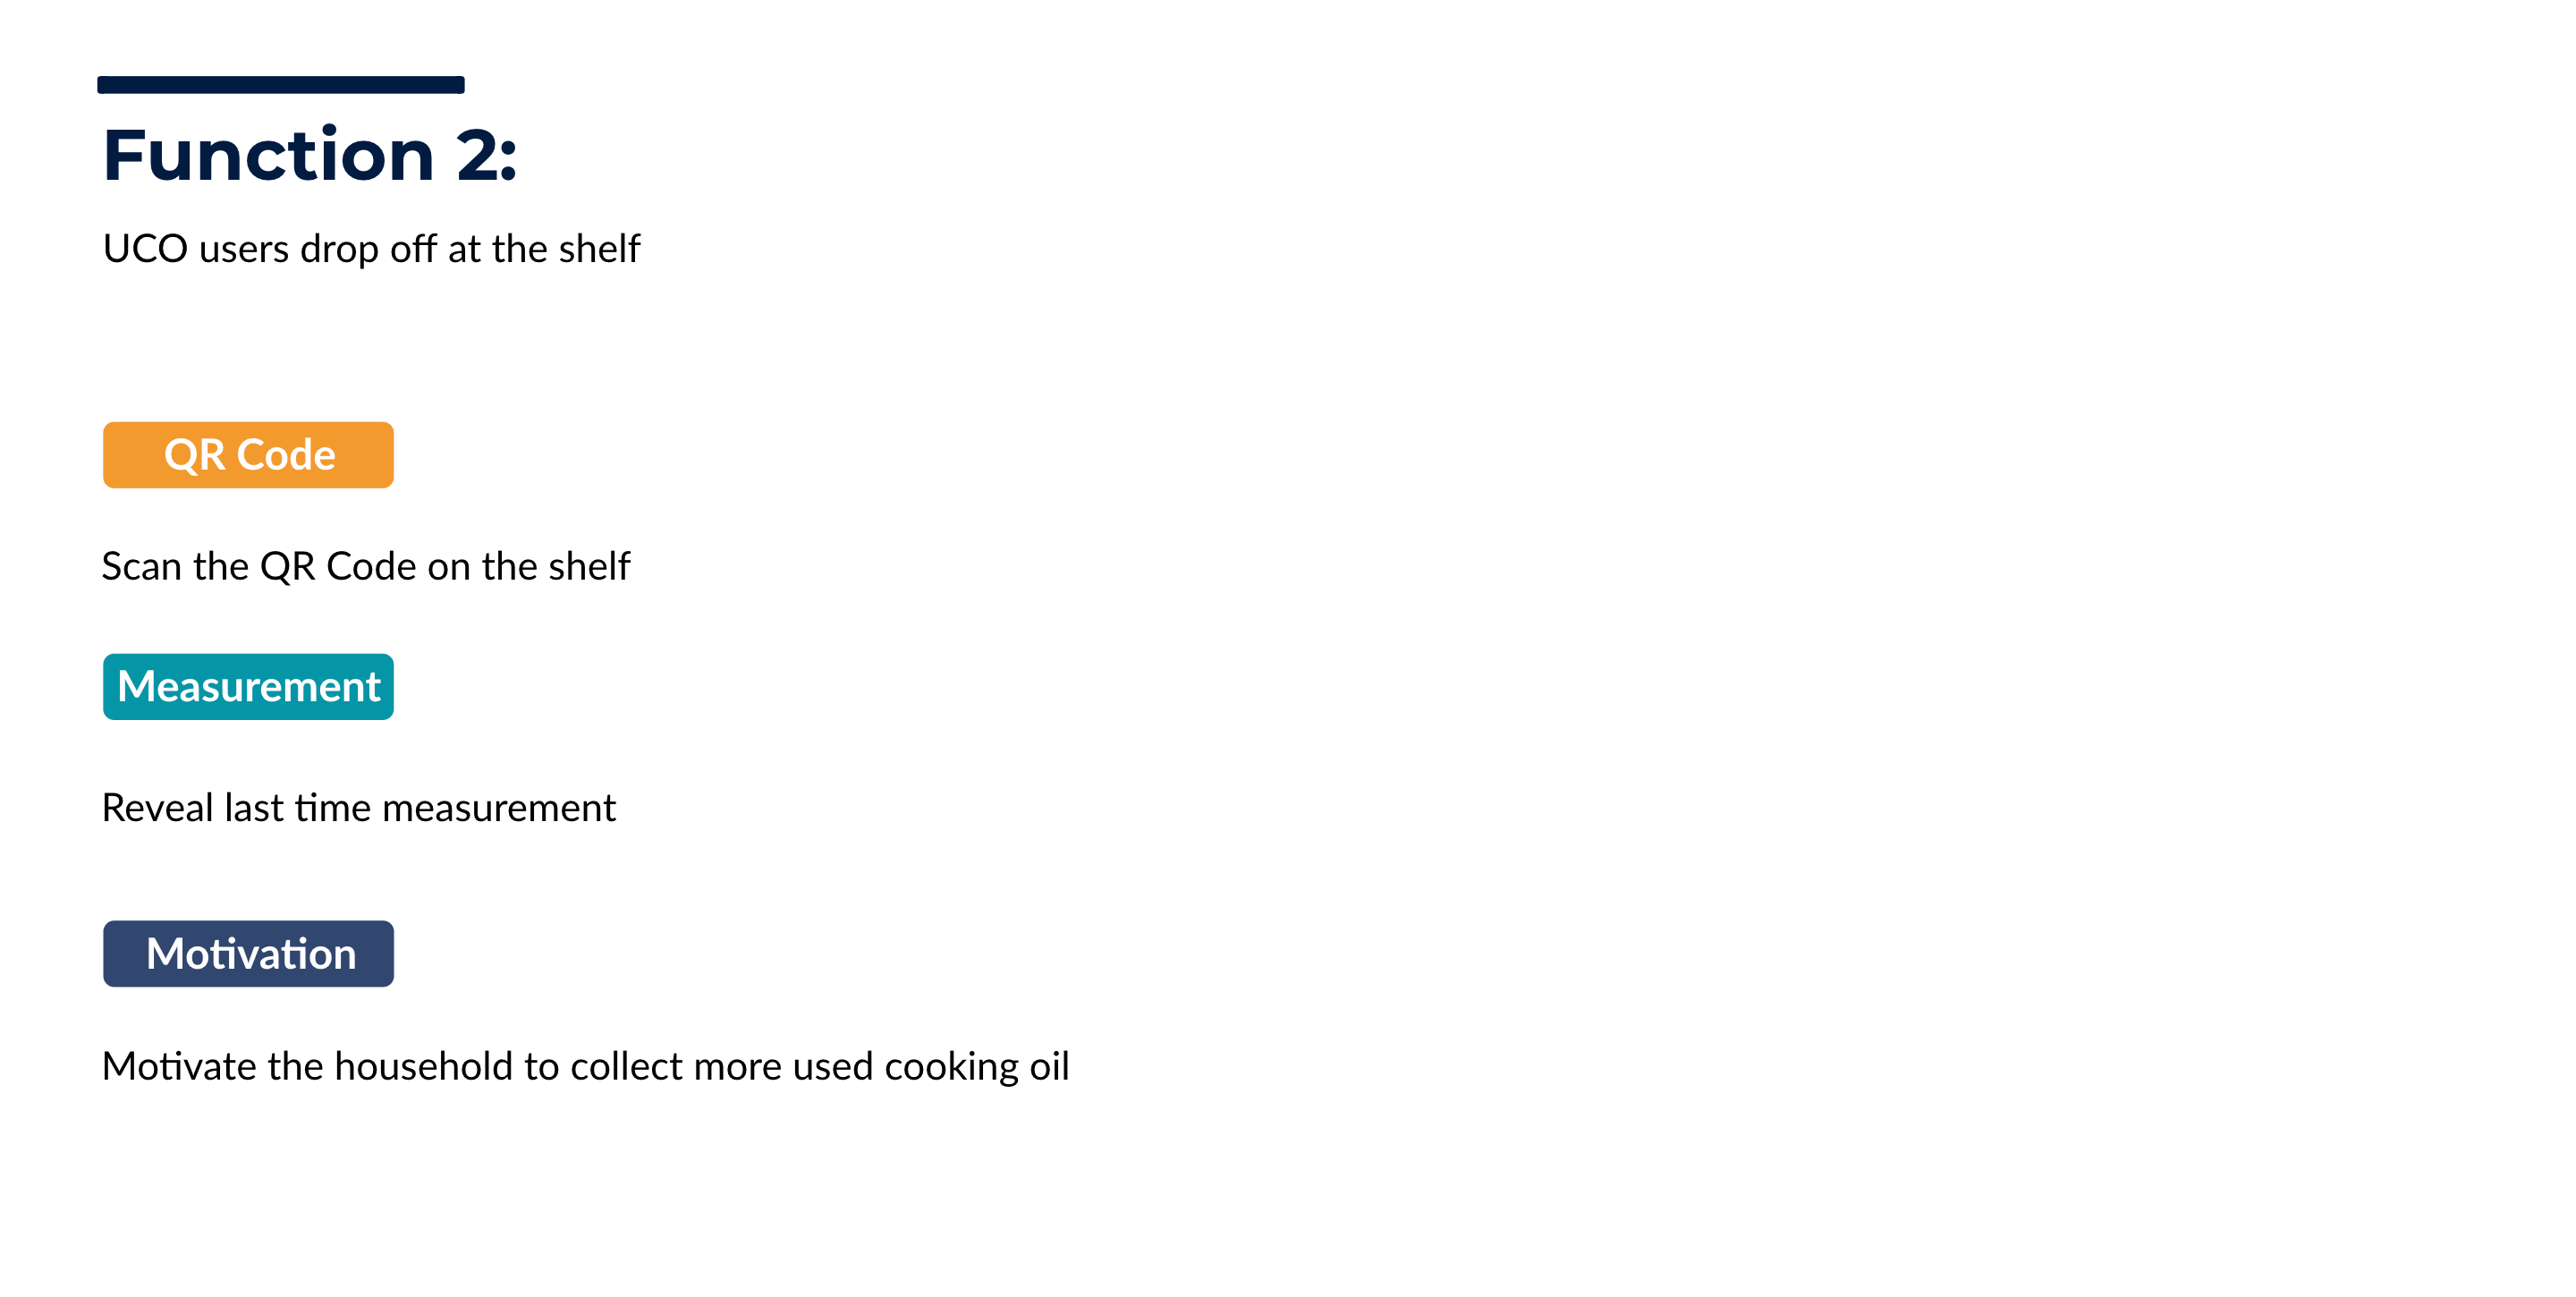 Function 2:
UCO users drop off at the shelf
QR Code
Scan the QR Code on the shelf
Measurement
Reveal last time measurement
Motivation
Motivate the household to collect more used cooking oil